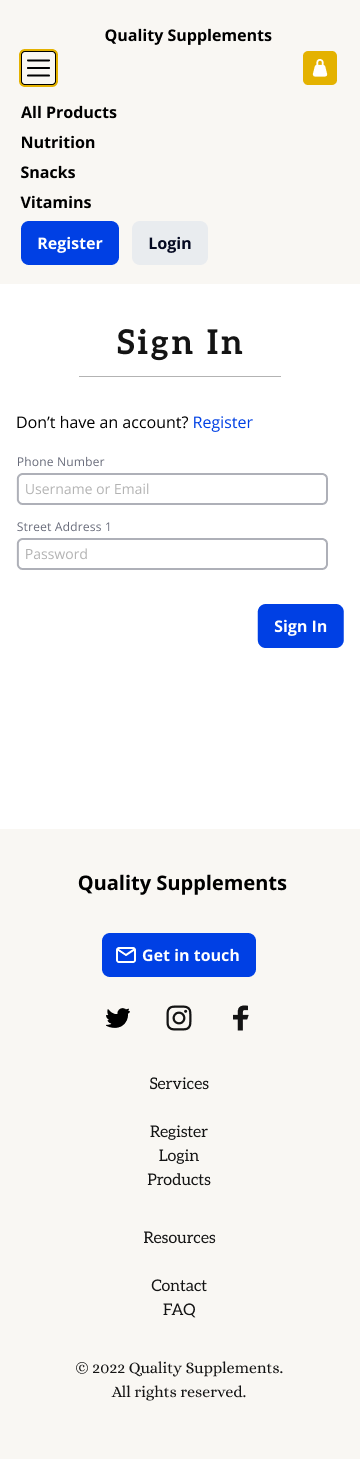 Quality Supplements
All Products
Nutrition
Snacks
Vitamins
Register
Login
Sign In
Don’t have an account? Register
Phone Number
Username or Email
Street Address 1
Password
Sign In
Quality Supplements
Get in touch
Services
Register
Login
Products
Resources
Contact
FAQ
© 2022 Quality Supplements.
All rights reserved.